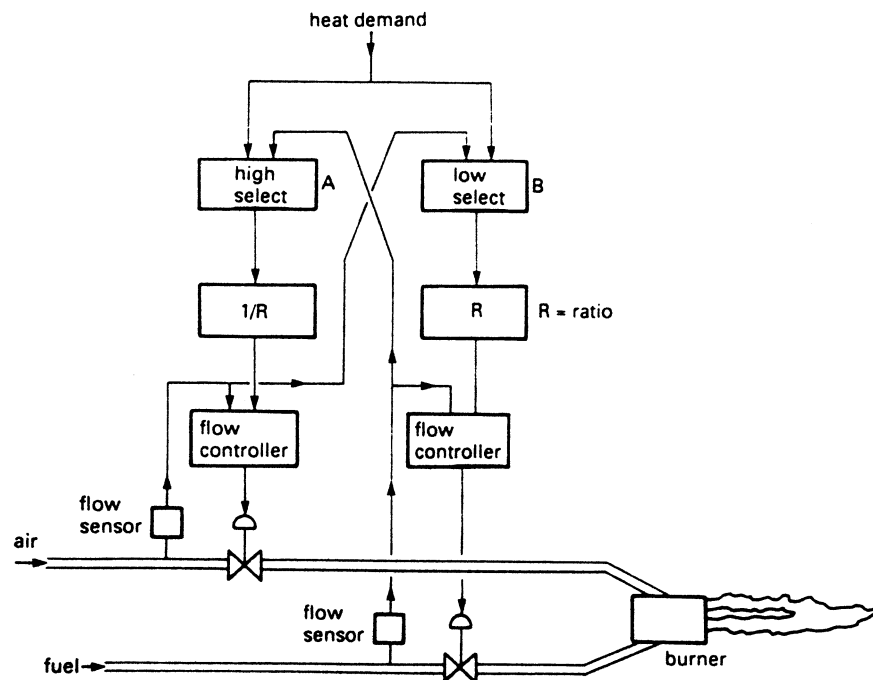 heat demand
high
select
A
low
select
B
1/R
R
R = ratio
flow
controller
flow
controller
flow
sensor
air
flow
sensor
fuel
burner